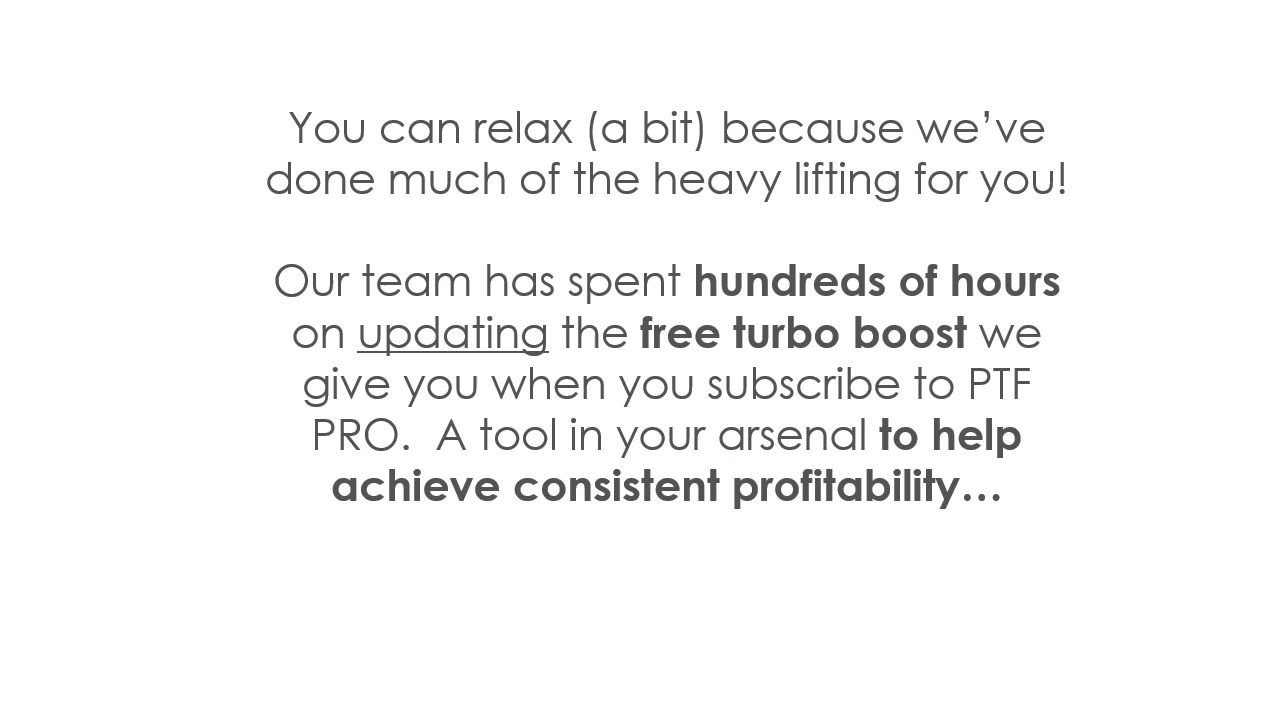 You can relax (a bit) because we’ve
done much of the heavy lifting for you!
Our team has spent hundreds of hours
on updating the free turbo boost we
give you when you subscribe to PTF
PRO.  A tool in your arsenal to help
achieve consistent profitability…